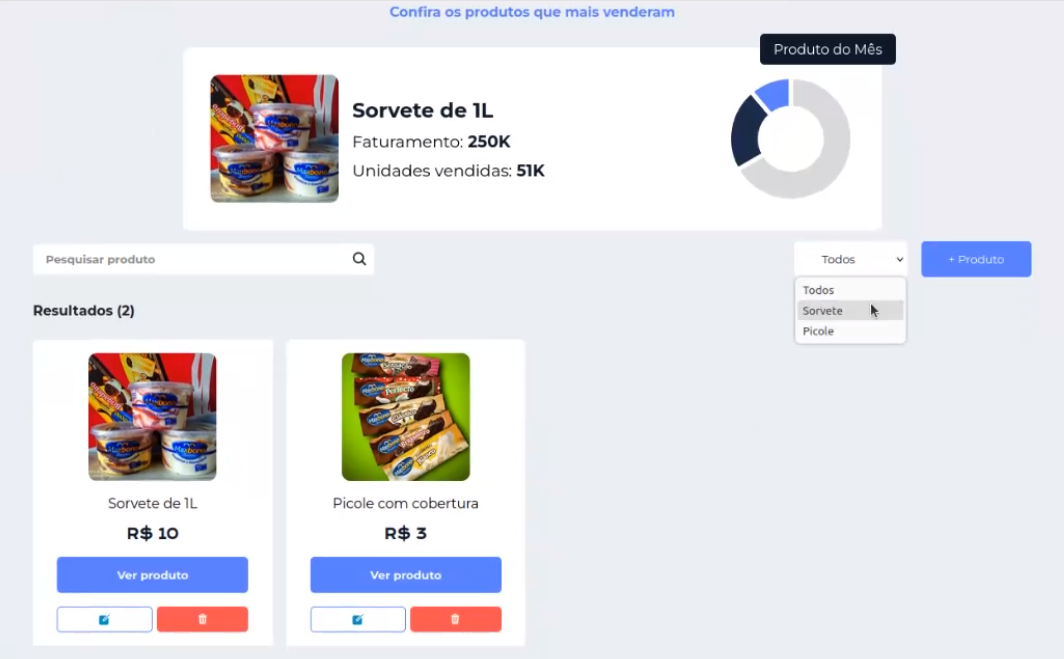 Confira os produtos que mais venderam
Produto do Mês
Sorvete de 1L
Faturamento: 250K
Unidades vendidas: 51K
Pesquisar produto
Todos
+ Produto
Todos
Sorvete
Picole
Resultados (2)
Sorvete de 1L
R$ 10
Ver produto
Picole com cobertura
R$ 3
Ver produto